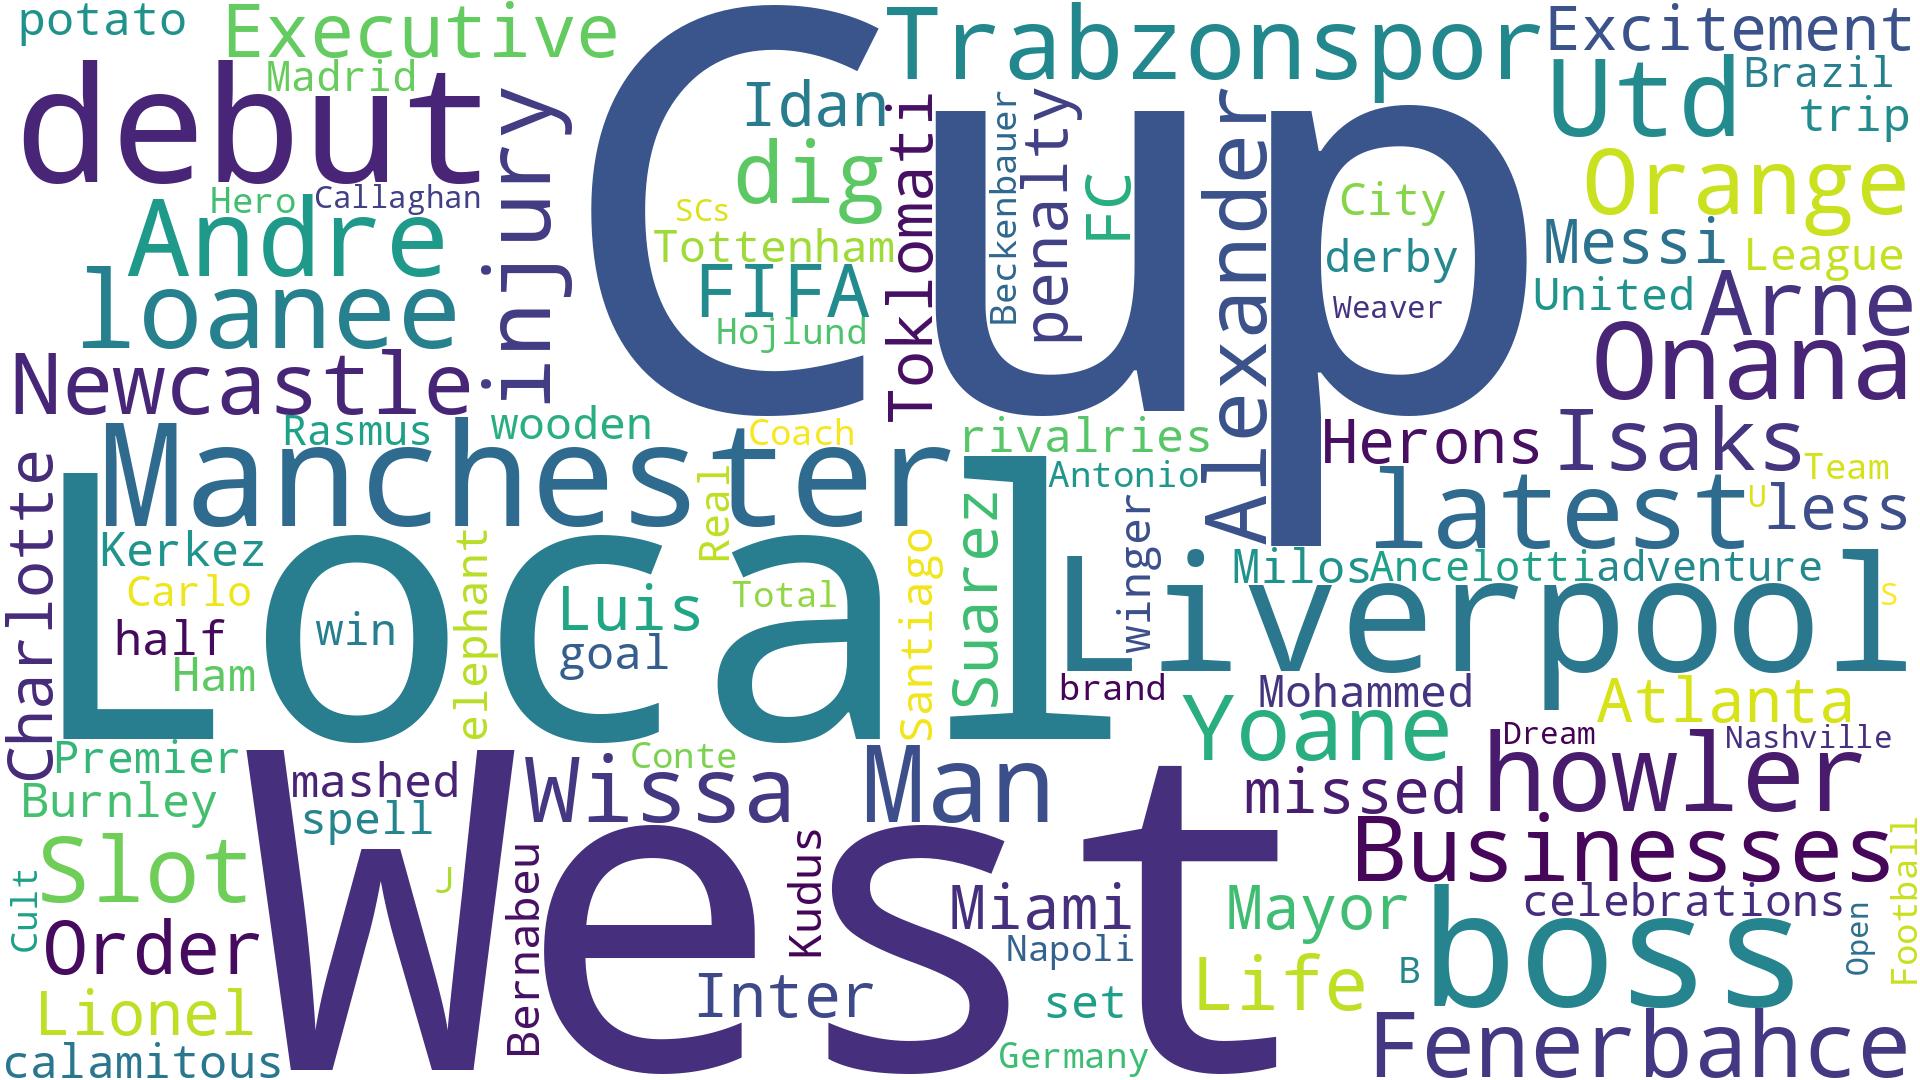 potato
Executive
Madrid
debut
Hero
Callaghan
Andre
loanee
Newcastle
injury
Cup
Idan
dig
SCs
Tottenham
FIFA
Hojlund
Toklomati
Trabzonspor
Beckenbauer
penalty
FC
Alexander
City
derby
Weaver
Excitement
Utd
Brazil
trip
Orange
Messi
League
United
Arne
Onana
Rasmus
wooden
Coach
rivalries
Herons
Isaks
Team
Manchester
Real
Antonio
winger
latest
U
less
Charlotte
Local
Kerkez
Carlo
half
Ham
win
elephant
Luis
goal
Total
Santiago
Suarez
Milos
Ancelotti
adventure
Liverpool
s
brand
Mohammed
Yoane
Atlanta
Premier
Burnley
mashed
spell
Wissa
Conte
Man
missed
Dream
Nashville
howler
Slot
Cult
Order
Lionel
calamitous
West
J
Bernabeu
Kudus
Inter
Miami
Napoli
set
Germany
Mayor
Life
Businesses
celebrations
B
boss
Open
Football
Fenerbahce